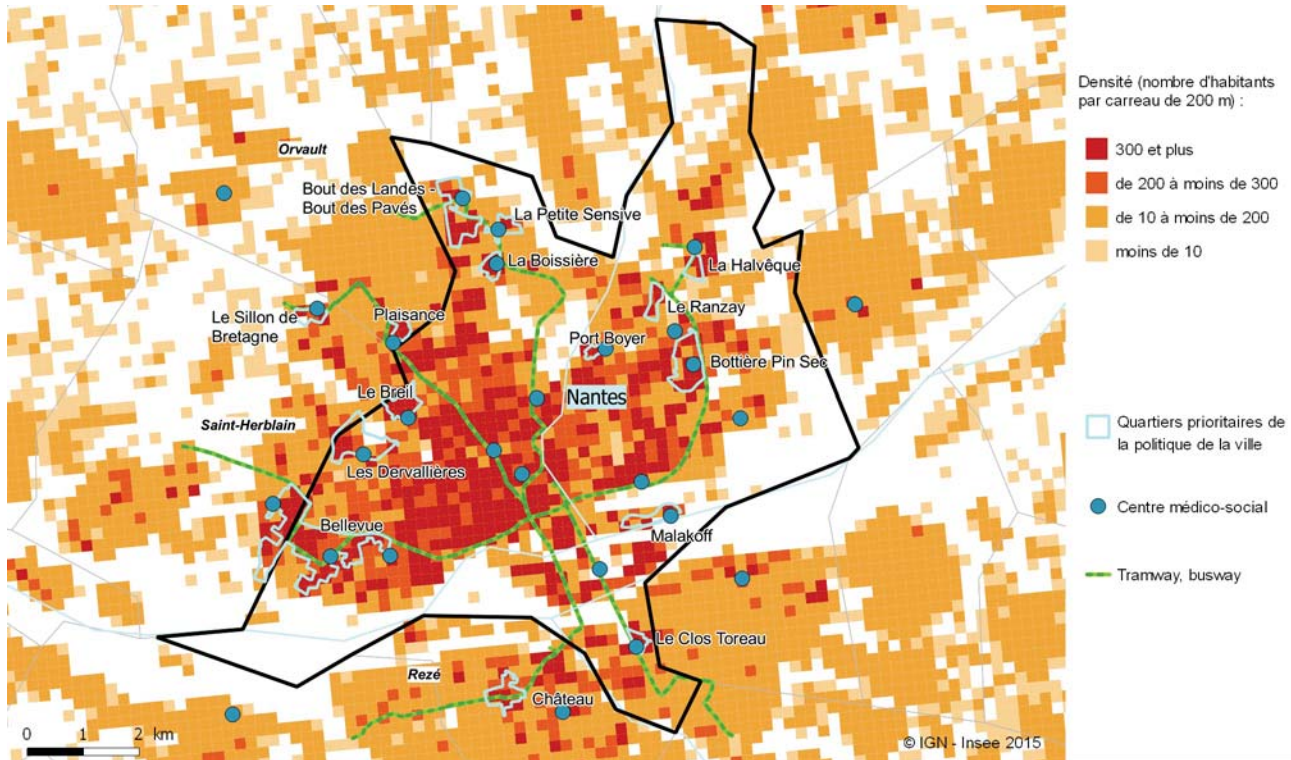 Orvault
Bout des Landes -
Bout des Pavés
La Petite Sensive
La Boissière
La Halvêque
Le Sillon de
Bretagne
Plaisance
Le Ranzay
Port Boyer
Bottière Pin Sec
Le Breil
Nantes
Saint-Herblain
Les Dervallières
Bellevue
Malakoff
Le Clos Toreau
Rezé
Château
0 1 2 km
© IGN - Insee 2015
Densité (nombre d'habitants
par carreau de 200 m) :
300 et plus
de 200 à moins de 300
de 10 à moins de 200
moins de 10
Quartiers prioritaires de
la politique de la ville
Centre médico-social
Tramway, busway